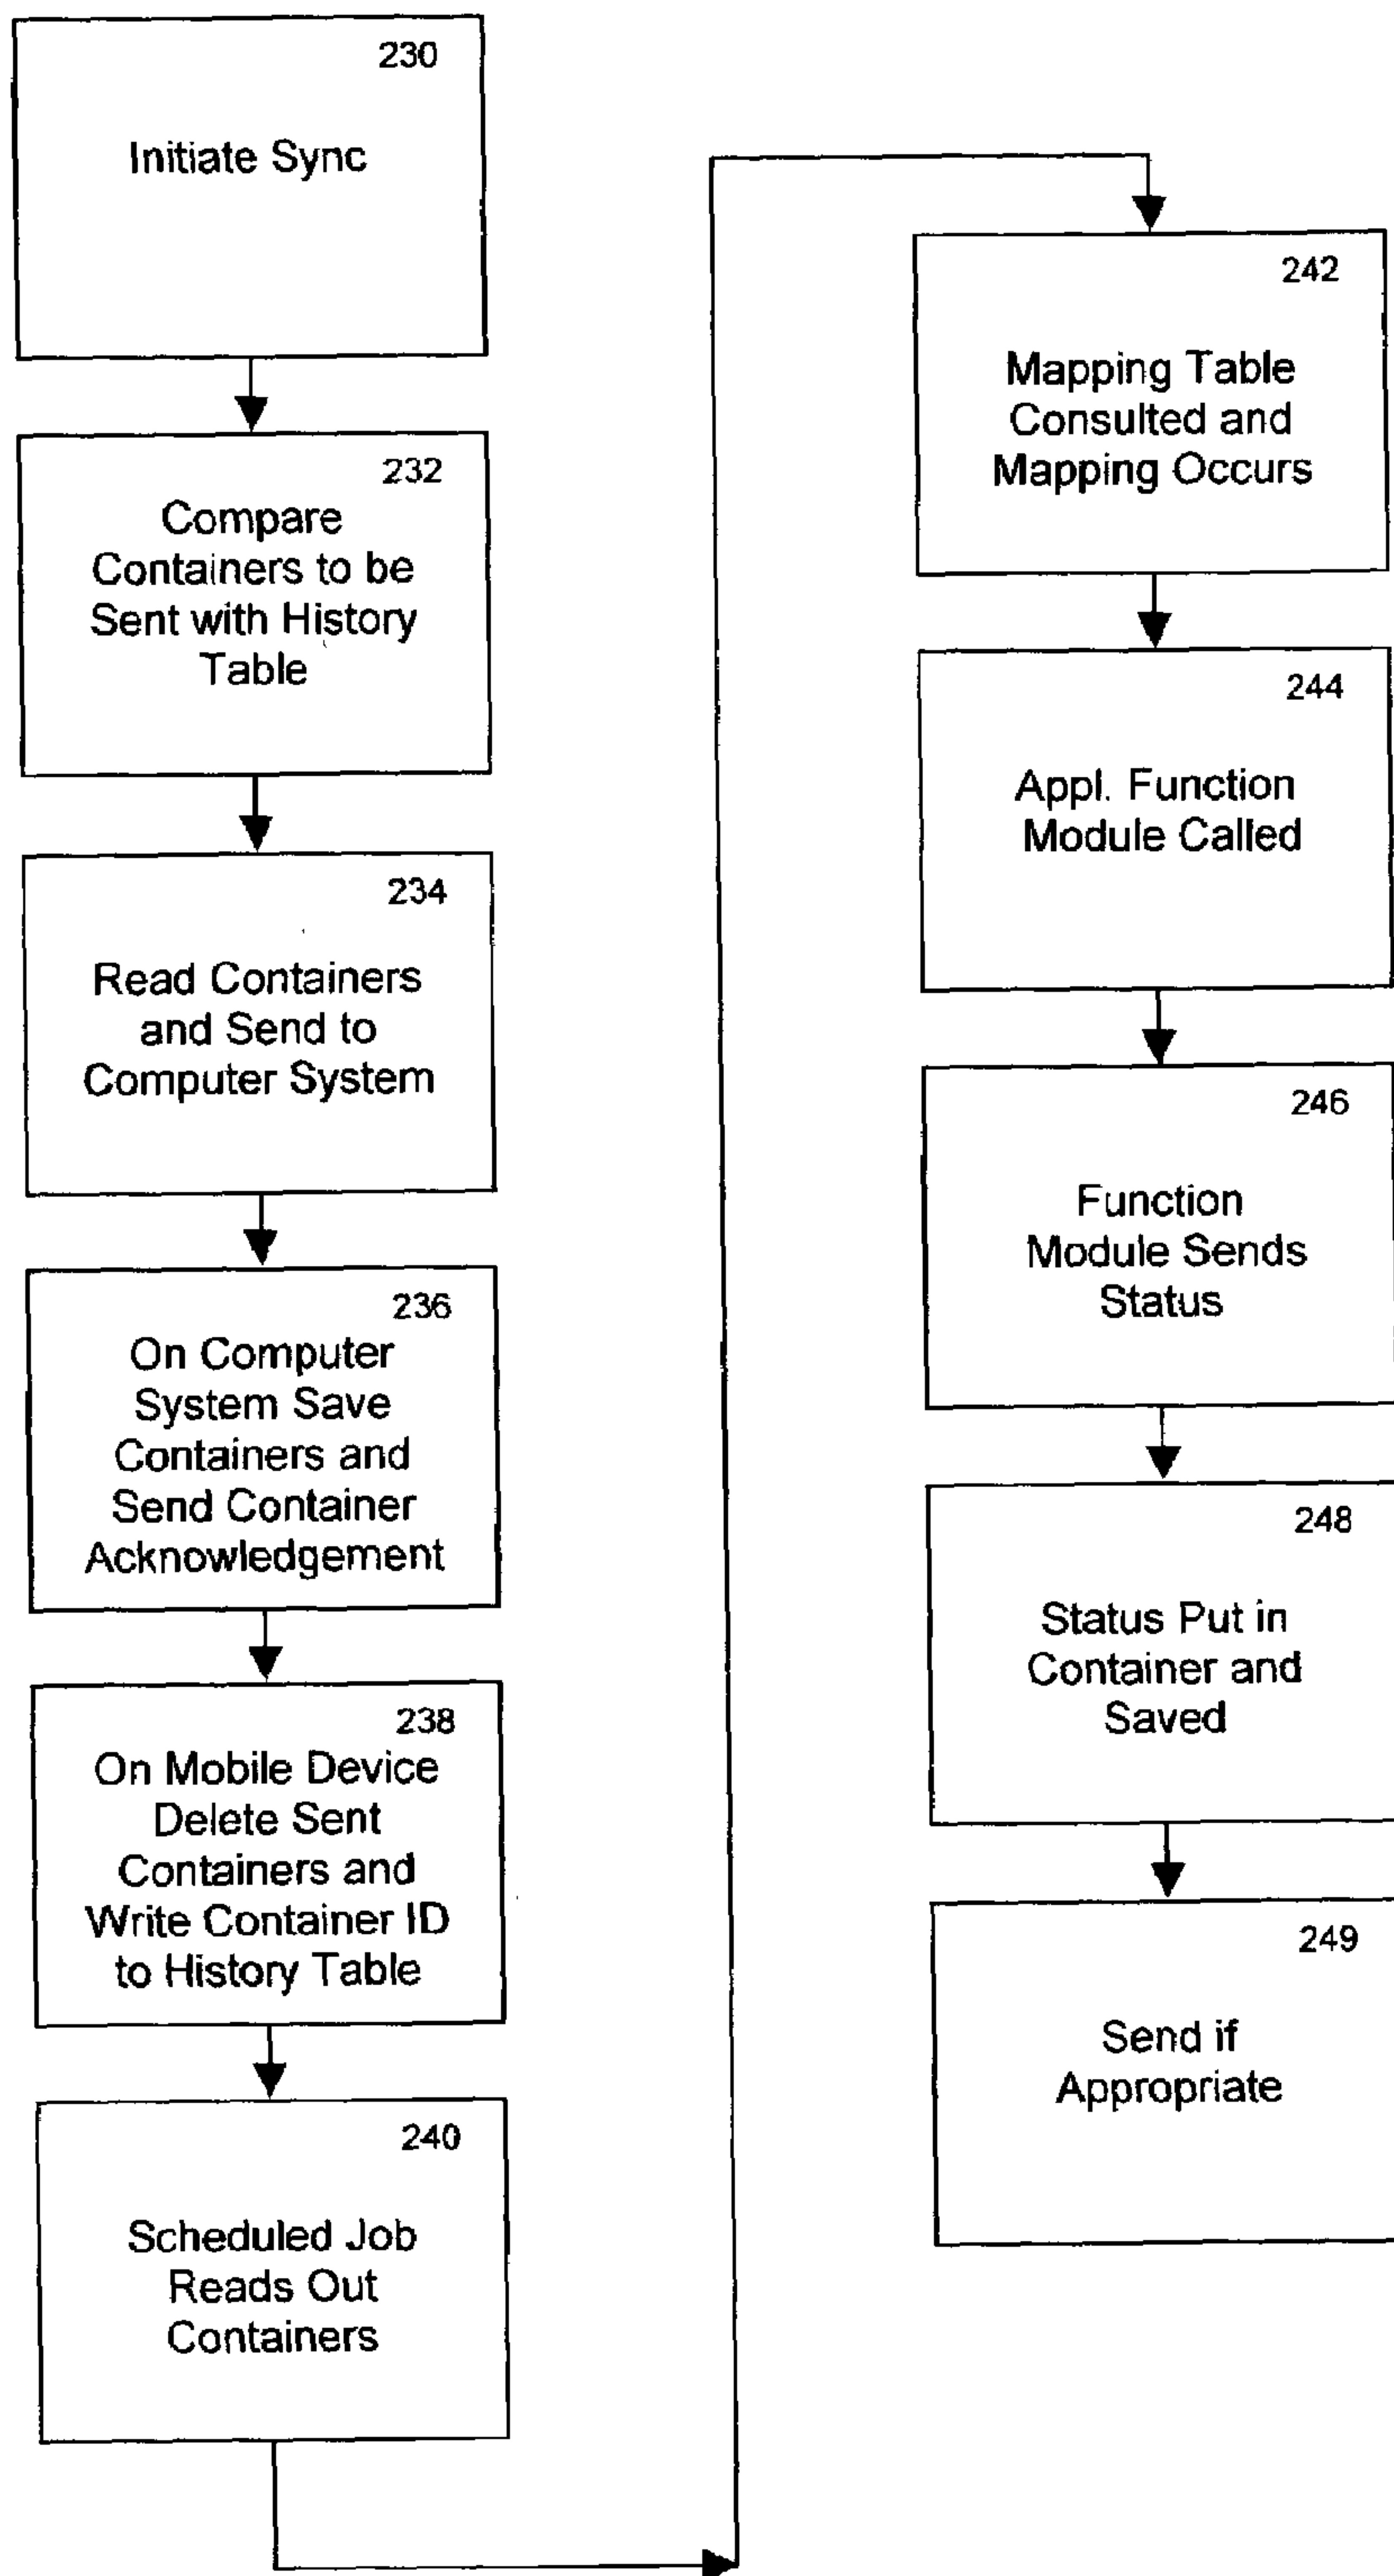 230
Initiate Sync
232
Compare
Containers to be
Sent with History
Table
234
Read Containers
and Send to
Computer System
236
On Computer
System Save
Containers and
Send Container
Acknowledgement
238
On Mobile Device
Delete Sent
Containers and
Write Container ID
to History Table
240
Scheduled Job
Reads Out
Containers
242
Mapping Table
Consulted and
Mapping Occurs
244
Appl. Function
Module Called
246
Function
Module Sends
Status
248
Status Put in
Container and
Saved
249
Send if
Appropriate